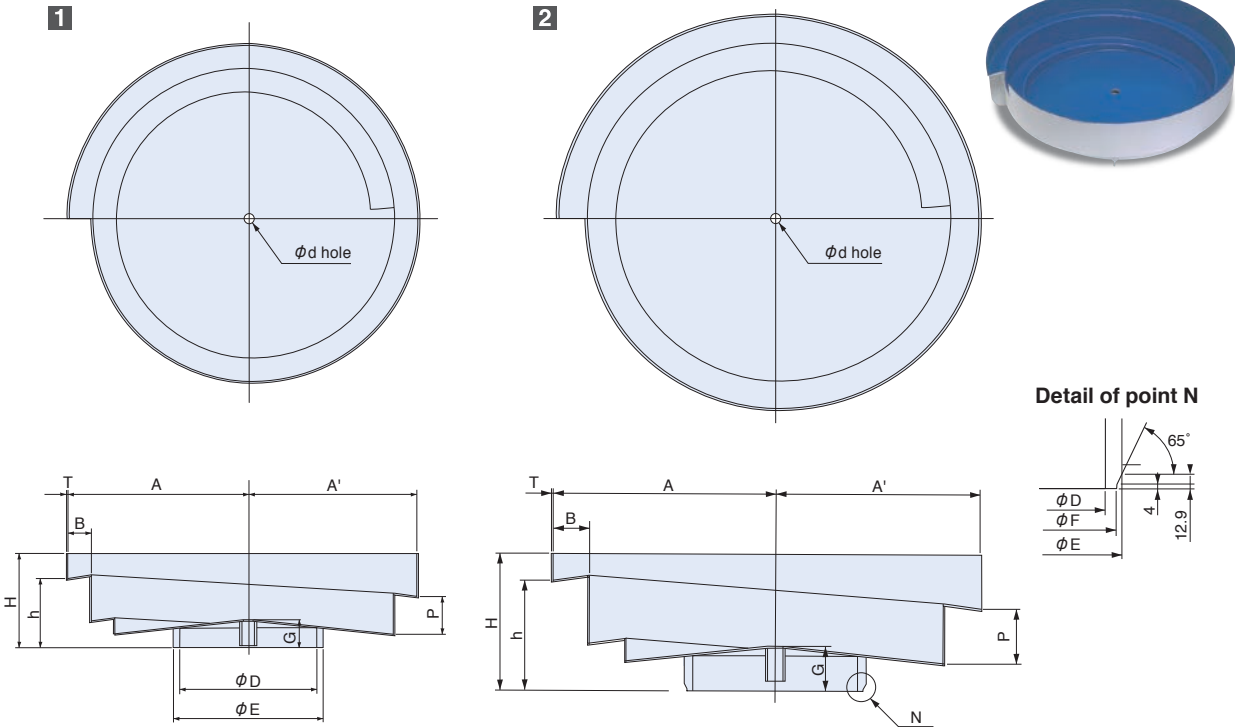 1
2
ϕd hole
ϕd hole
Detail of point N
65°
ϕD
ϕF
ϕE
4
12.9
T
A
A'
B
H
h
G
P
ϕD
ϕE
T
A
A'
B
H
h
G
P
N